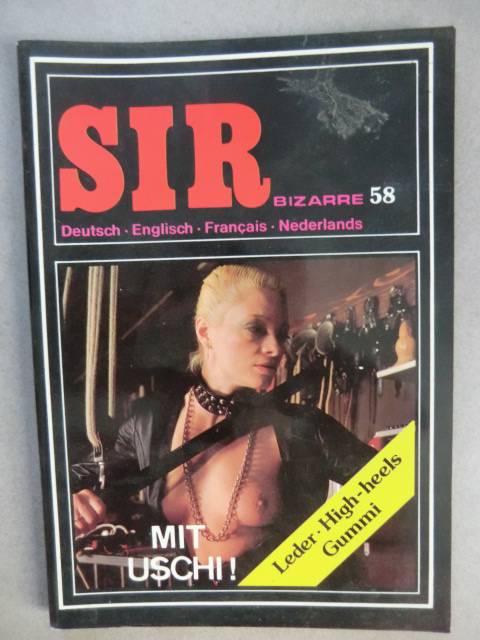 SIR
BIZARRE 58
Deutsch · Englisch · Français · Nederlands
MIT
USCHI!
Leder · High-heels
Gummi